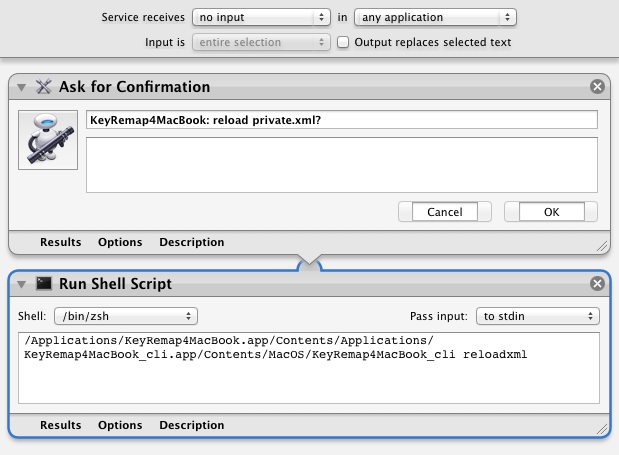 Service receives no input in any application
Input is entire selection Output replaces selected text
Ask for Confirmation
KeyRemap4MacBook: reload private.xml?
Cancel OK
Results Options Description
Run Shell Script
Shell: /bin/zsh Pass input: to stdin
/Applications/KeyRemap4MacBook.app/Contents/Applications/
KeyRemap4MacBook_cli.app/Contents/MacOS/KeyRemap4MacBook_cli reloadxml
Results Options Description